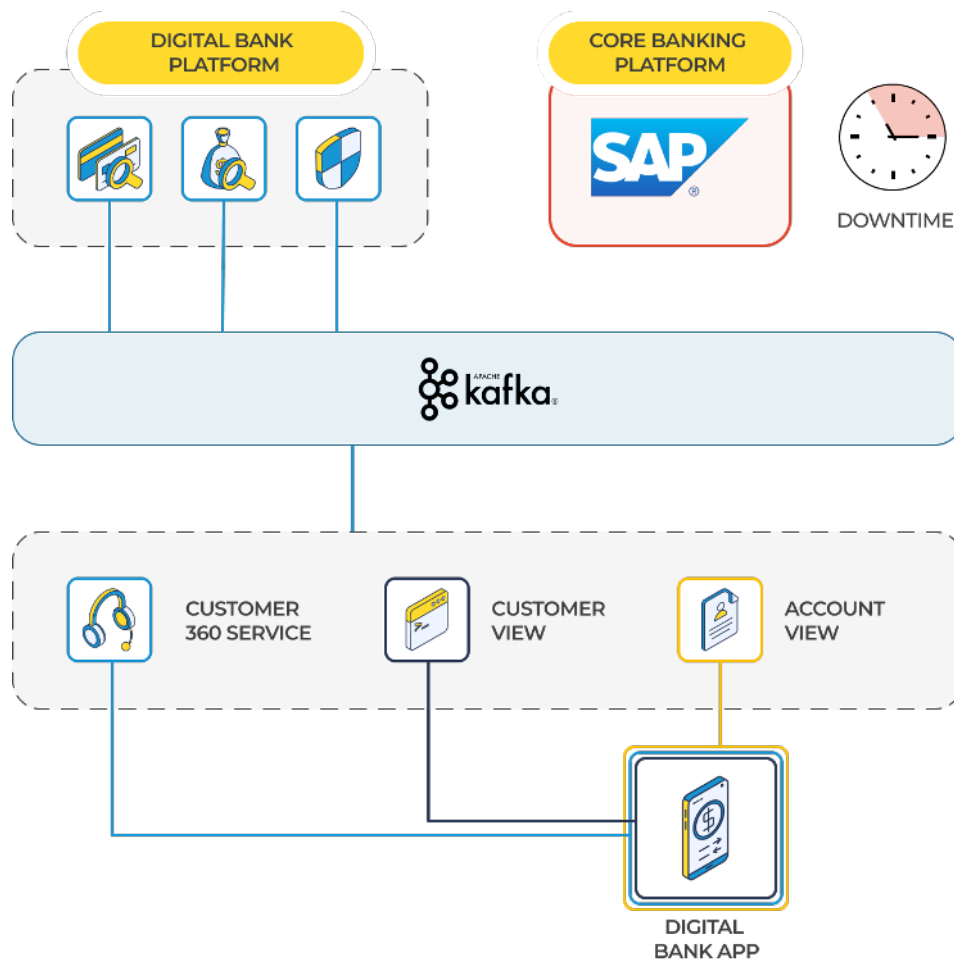 DIGITAL BANK
PLATFORM
CORE BANKING
PLATFORM
SAP
®
DOWNTIME
APACHE
kafka®
CUSTOMER
360 SERVICE
CUSTOMER
VIEW
ACCOUNT
VIEW
DIGITAL
BANK APP